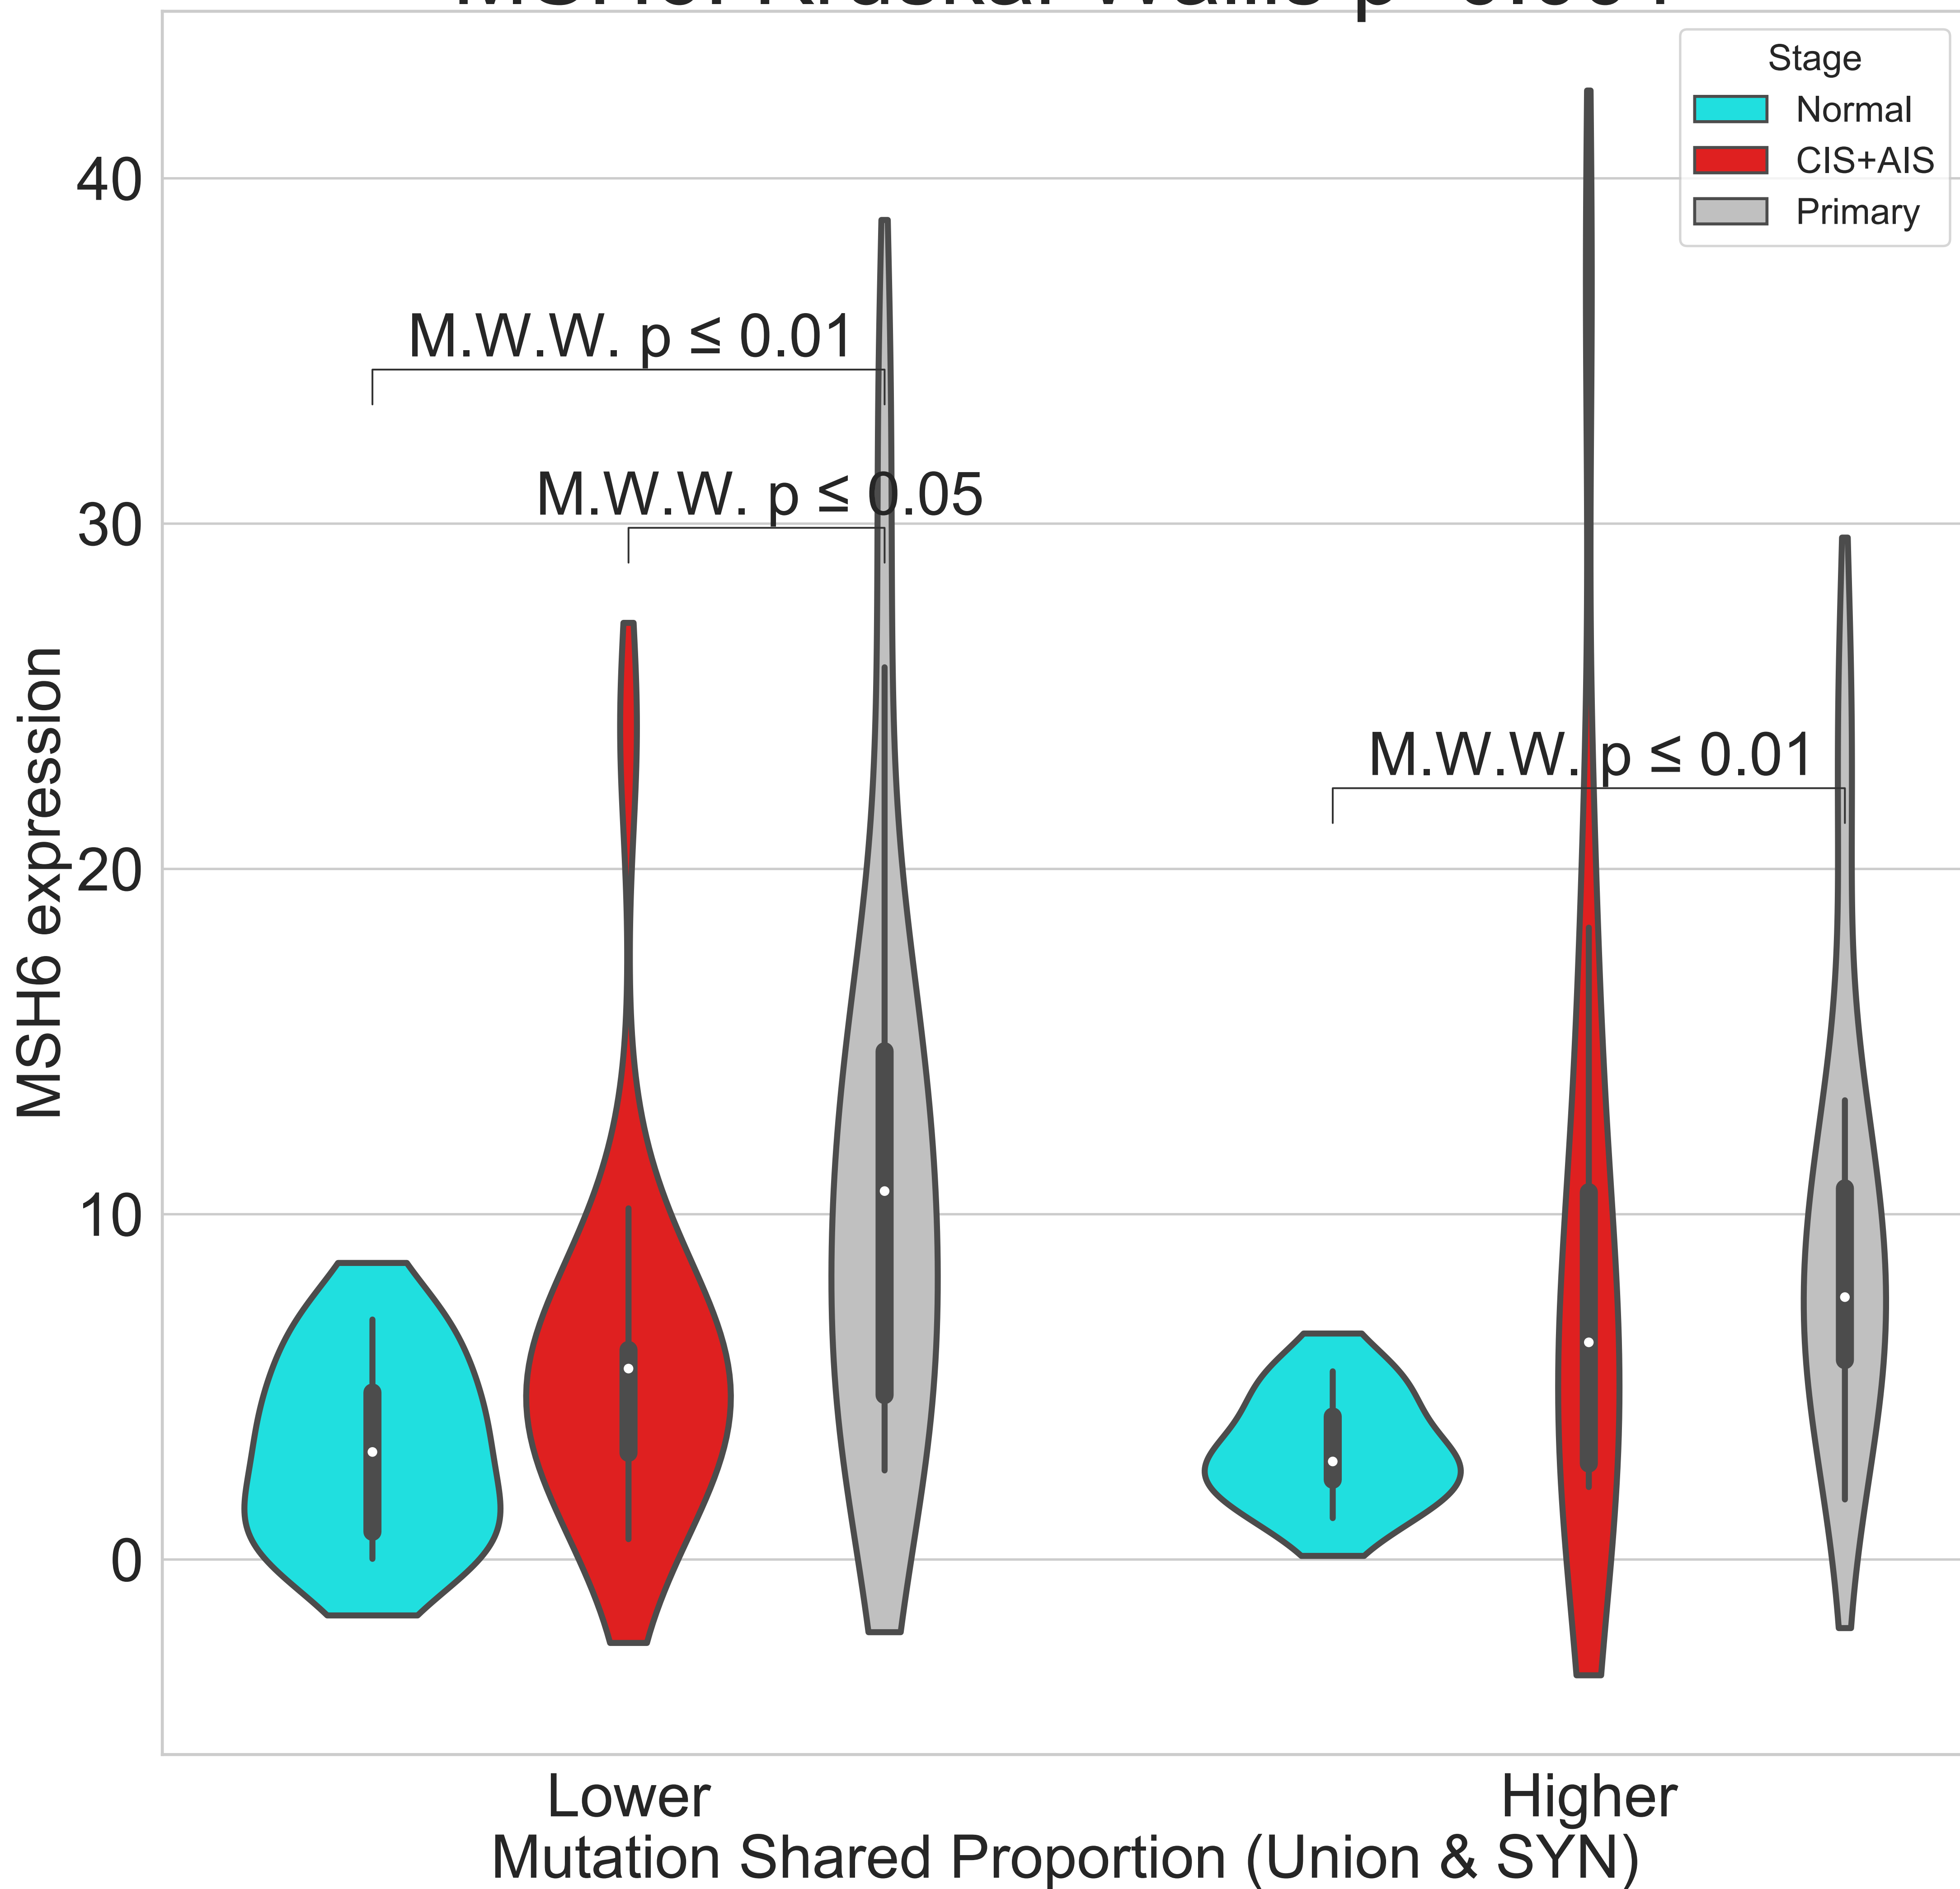 Stage
Normal
CIS+AIS
Primary
40
30
20
10
0
MSH6 expression
M.W.W. p ≤ 0.01
M.W.W. p ≤ 0.05
M.W.W. p ≤ 0.01
Lower
Higher
Mutation Shared Proportion (Union & SYN)